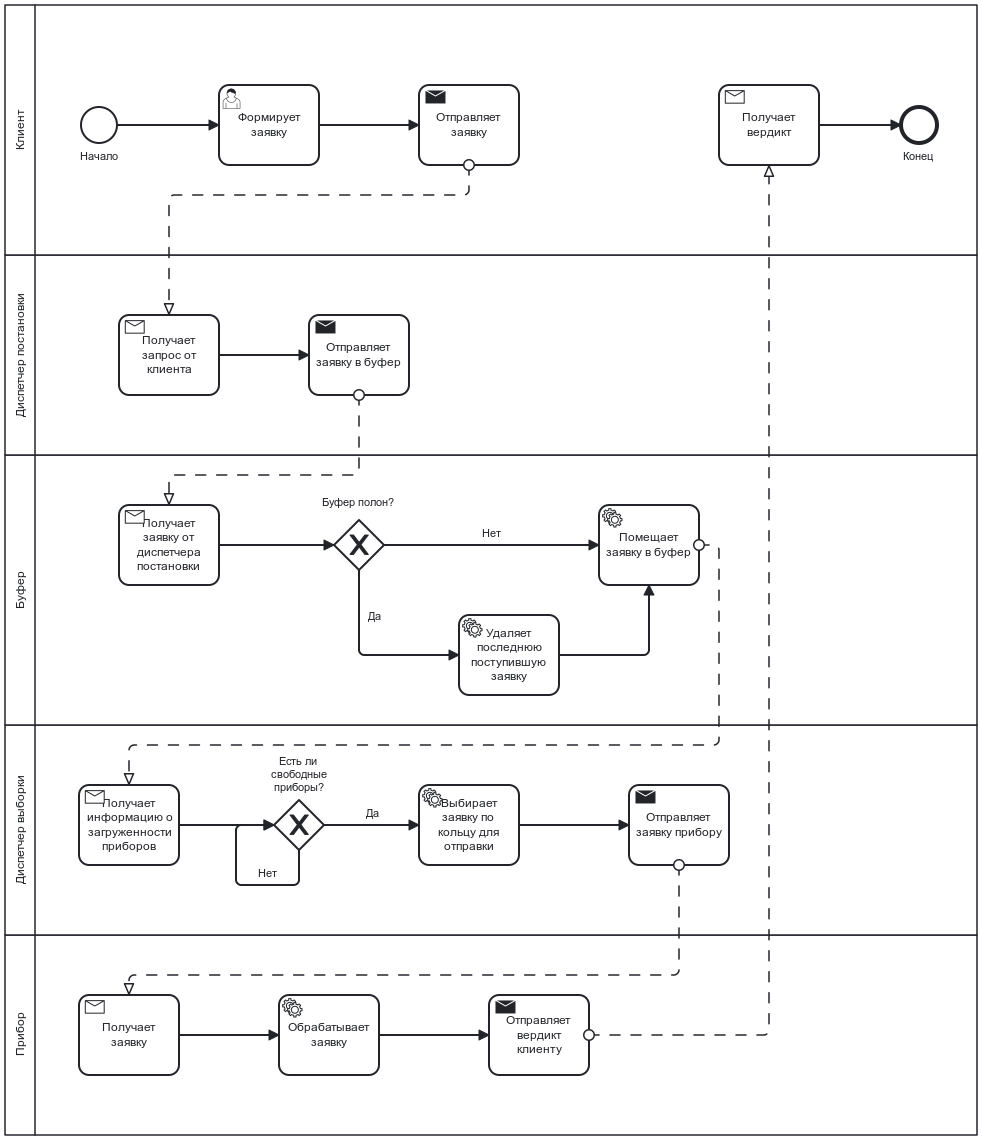 Клиент
Начало
Формирует
заявку
Отправляет
заявку
Получает
вердикт
Конец
Диспетчер постановки
Получает
запрос от
клиента
Отправляет
заявку в буфер
Буфер
Получает
заявку от
диспетчера
постановки
Буфер полон?
Нет
Да
Помещает
заявку в буфер
Удаляет
последнюю
поступившую
заявку
Диспетчер выборки
Получает
информацию о
загруженности
приборов
Есть ли
свободные
приборы?
Да
Нет
Выбирает
заявку по
кольцу для
отправки
Отправляет
заявку прибору
Прибор
Получает
заявку
Обрабатывает
заявку
Отправляет
вердикт
клиенту